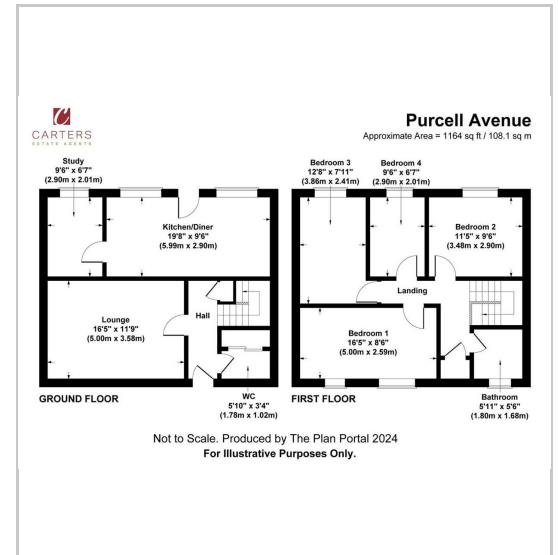 CARTERS
ESTATE AGENTS
Purcell Avenue
Approximate Area = 1164 sq ft / 108.1 sq m
Study
9'6" x 6'7"
(2.90m x 2.01m)
Kitchen/Diner
19'8" x 9'6"
(5.99m x 2.90m)
Lounge
16'5" x 11'9"
(5.00m x 3.58m)
Hall
WC
5'10" x 3'4"
(1.78m x 1.02m)
GROUND FLOOR
Bedroom 3
12'8" x 7'11"
(3.86m x 2.41m)
Bedroom 4
9'6" x 6'7"
(2.90m x 2.01m)
Bedroom 2
11'5" x 9'6"
(3.48m x 2.90m)
Landing
Bedroom 1
16'5" x 8'6"
(5.00m x 2.59m)
Bathroom
5'11" x 5'6"
(1.80m x 1.68m)
FIRST FLOOR
Not to Scale. Produced by The Plan Portal 2024
For Illustrative Purposes Only.